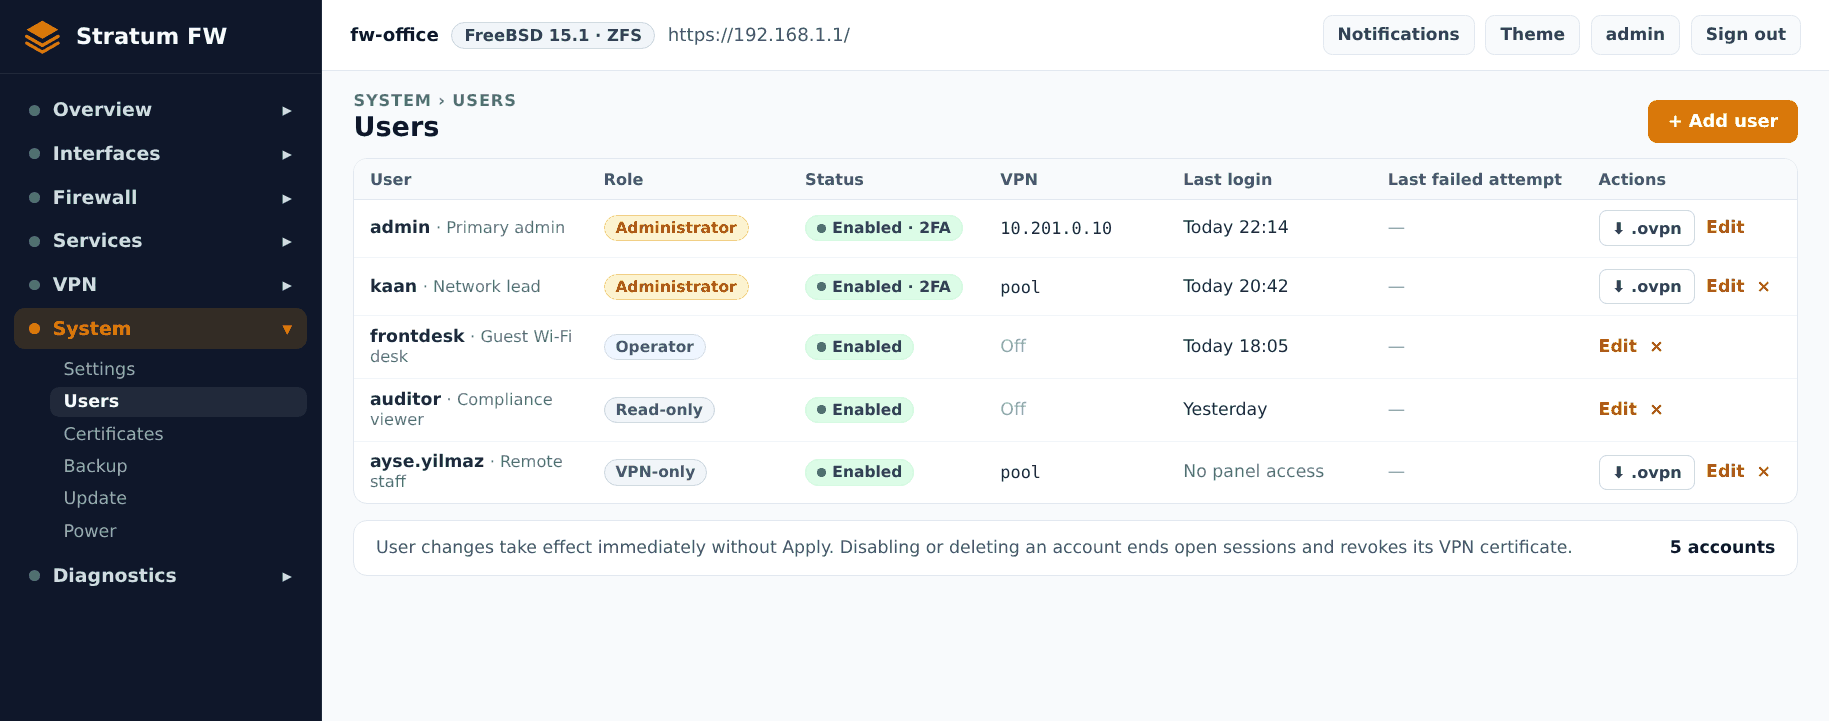 Stratum FW
fw-office FreeBSD 15.1 · ZFS https://192.168.1.1/ Notifications Theme admin Sign out
Overview ▶
Interfaces ▶
Firewall ▶
Services ▶
VPN ▶
System ▼
Settings
Users
Certificates
Backup
Update
Power
Diagnostics ▶
SYSTEM › USERS
Users
+ Add user
User Role Status VPN Last login Last failed attempt Actions
admin · Primary admin Administrator Enabled · 2FA 10.201.0.10 Today 22:14 — ⬇ .ovpn Edit
kaan · Network lead Administrator Enabled · 2FA pool Today 20:42 — ⬇ .ovpn Edit ×
frontdesk · Guest Wi-Fi
desk
Operator Enabled Off Today 18:05 — Edit ×
auditor · Compliance
viewer
Read-only Enabled Off Yesterday — Edit ×
ayse.yilmaz · Remote
staff
VPN-only Enabled pool No panel access — ⬇ .ovpn Edit ×
User changes take effect immediately without Apply. Disabling or deleting an account ends open sessions and revokes its VPN certificate. 5 accounts